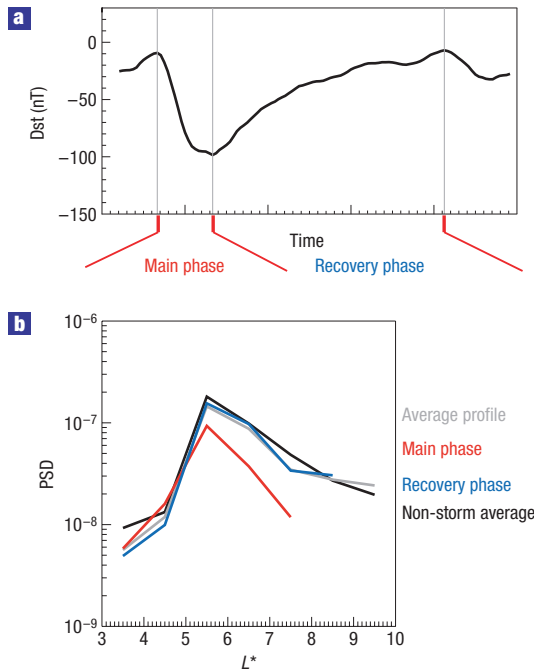 a
0
−50
−100
−150
Dst (nT)
Time
Main phase
Recovery phase
b
10⁻⁶
10⁻⁷
10⁻⁸
10⁻⁹
PSD
3 4 5 6 7 8 9 10
L*
Average profile
Main phase
Recovery phase
Non-storm average